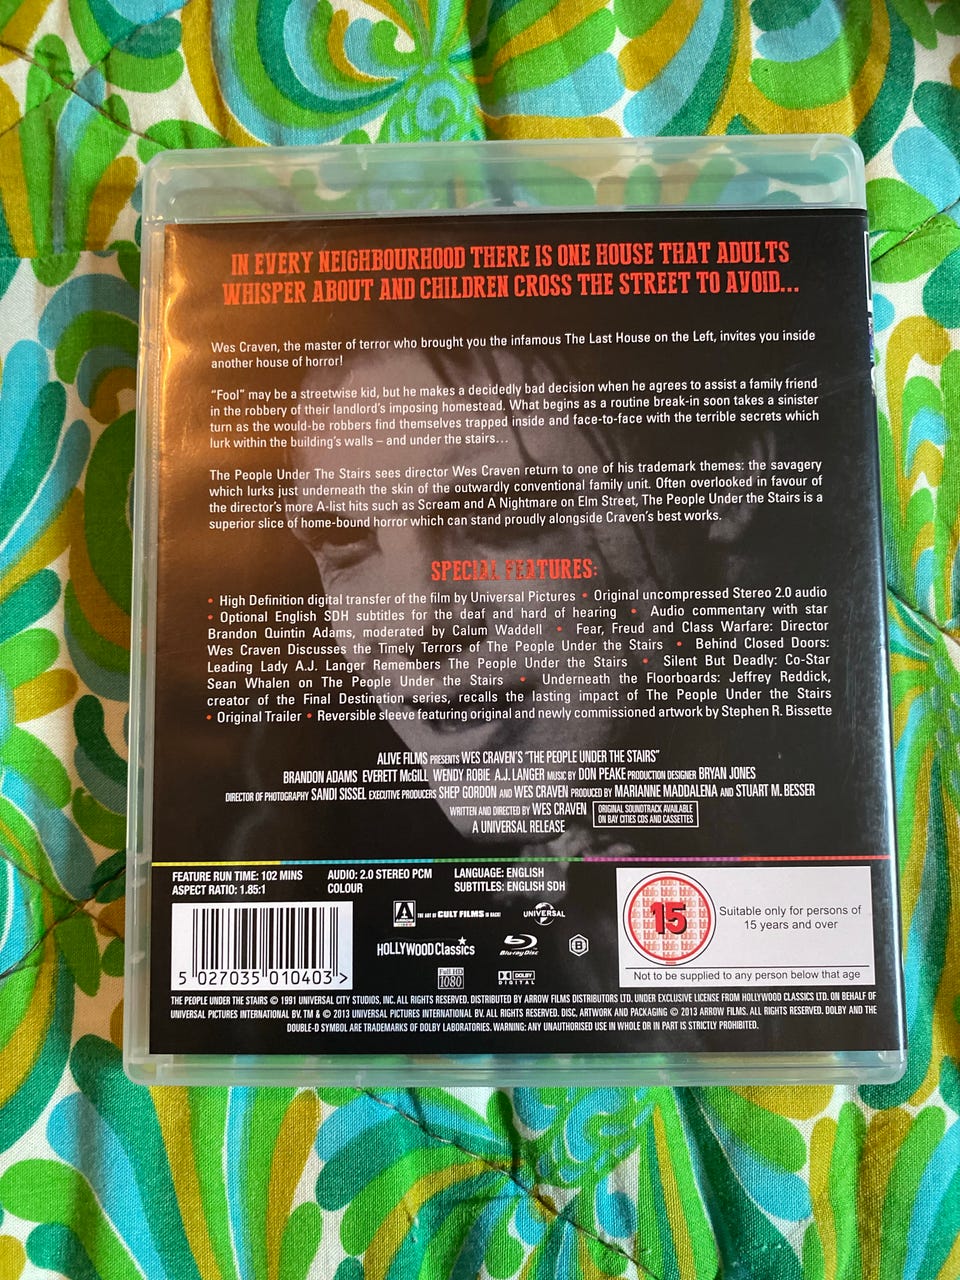 IN EVERY NEIGHBOURHOOD THERE IS ONE HOUSE THAT ADULTS
WHISPER ABOUT AND CHILDREN CROSS THE STREET TO AVOID...
Wes Craven, the master of terror who brought you the infamous The Last House on the Left, invites you inside
another house of horror!
“Fool” may be a streetwise kid, but he makes a decidedly bad decision when he agrees to assist a family friend
in the robbery of their landlord’s imposing homestead. What begins as a routine break-in soon takes a sinister
turn as the would-be robbers find themselves trapped inside and face-to-face with the terrible secrets which
lurk within the building’s walls – and under the stairs...
The People Under The Stairs sees director Wes Craven return to one of his trademark themes: the savagery
which lurks just underneath the skin of the outwardly conventional family unit. Often overlooked in favour of
the director’s more A-list hits such as Scream and A Nightmare on Elm Street, The People Under the Stairs is a
superior slice of home-bound horror which can stand proudly alongside Craven’s best works.
SPECIAL FEATURES:
• High Definition digital transfer of the film by Universal Pictures • Original uncompressed Stereo 2.0 audio
• Optional English SDH subtitles for the deaf and hard of hearing • Audio commentary with star
Brandon Quintin Adams, moderated by Calum Waddell • Fear, Freud and Class Warfare: Director
Wes Craven Discusses the Timely Terrors of The People Under the Stairs • Behind Closed Doors:
Leading Lady A.J. Langer Remembers The People Under the Stairs • Silent But Deadly: Co-Star
Sean Whalen on The People Under the Stairs • Underneath the Floorboards: Jeffrey Reddick,
creator of the Final Destination series, recalls the lasting impact of The People Under the Stairs
• Original Trailer • Reversible sleeve featuring original and newly commissioned artwork by Stephen R. Bissette
ALIVE FILMS PRESENTS WES CRAVEN'S "THE PEOPLE UNDER THE STAIRS"
BRANDON ADAMS EVERETT McGILL WENDY ROBIE A.J. LANGER MUSIC BY DON PEAKE PRODUCTION DESIGNER BRYAN JONES
DIRECTOR OF PHOTOGRAPHY SANDI SISSEL EXECUTIVE PRODUCERS SHEP GORDON AND WES CRAVEN PRODUCED BY MARIANNE MADDALENA AND STUART M. BESSER
WRITTEN AND DIRECTED BY WES CRAVEN ORIGINAL SOUNDTRACK AVAILABLE
ON BAY CITIES CDS AND CASSETTES
A UNIVERSAL RELEASE
FEATURE RUN TIME: 102 MINS AUDIO: 2.0 STEREO PCM LANGUAGE: ENGLISH
ASPECT RATIO: 1.85:1 COLOUR SUBTITLES: ENGLISH SDH
ARROW THE ART OF CULT FILMS IS BACK! UNIVERSAL
HOLLYWOOD Classics Blu-ray Disc B
Full HD 1080 DOLBY DIGITAL
5 027035 010403 >
15 Suitable only for persons of
15 years and over
Not to be supplied to any person below that age
THE PEOPLE UNDER THE STAIRS © 1991 UNIVERSAL CITY STUDIOS, INC. ALL RIGHTS RESERVED. DISTRIBUTED BY ARROW FILMS DISTRIBUTORS LTD. UNDER EXCLUSIVE LICENSE FROM HOLLYWOOD CLASSICS LTD. ON BEHALF OF
UNIVERSAL PICTURES INTERNATIONAL BV. TM & © 2013 UNIVERSAL PICTURES INTERNATIONAL BV. ALL RIGHTS RESERVED. DISC, ARTWORK AND PACKAGING © 2013 ARROW FILMS. ALL RIGHTS RESERVED. DOLBY AND THE
DOUBLE-D SYMBOL ARE TRADEMARKS OF DOLBY LABORATORIES. WARNING: ANY UNAUTHORISED USE IN WHOLE OR IN PART IS STRICTLY PROHIBITED.